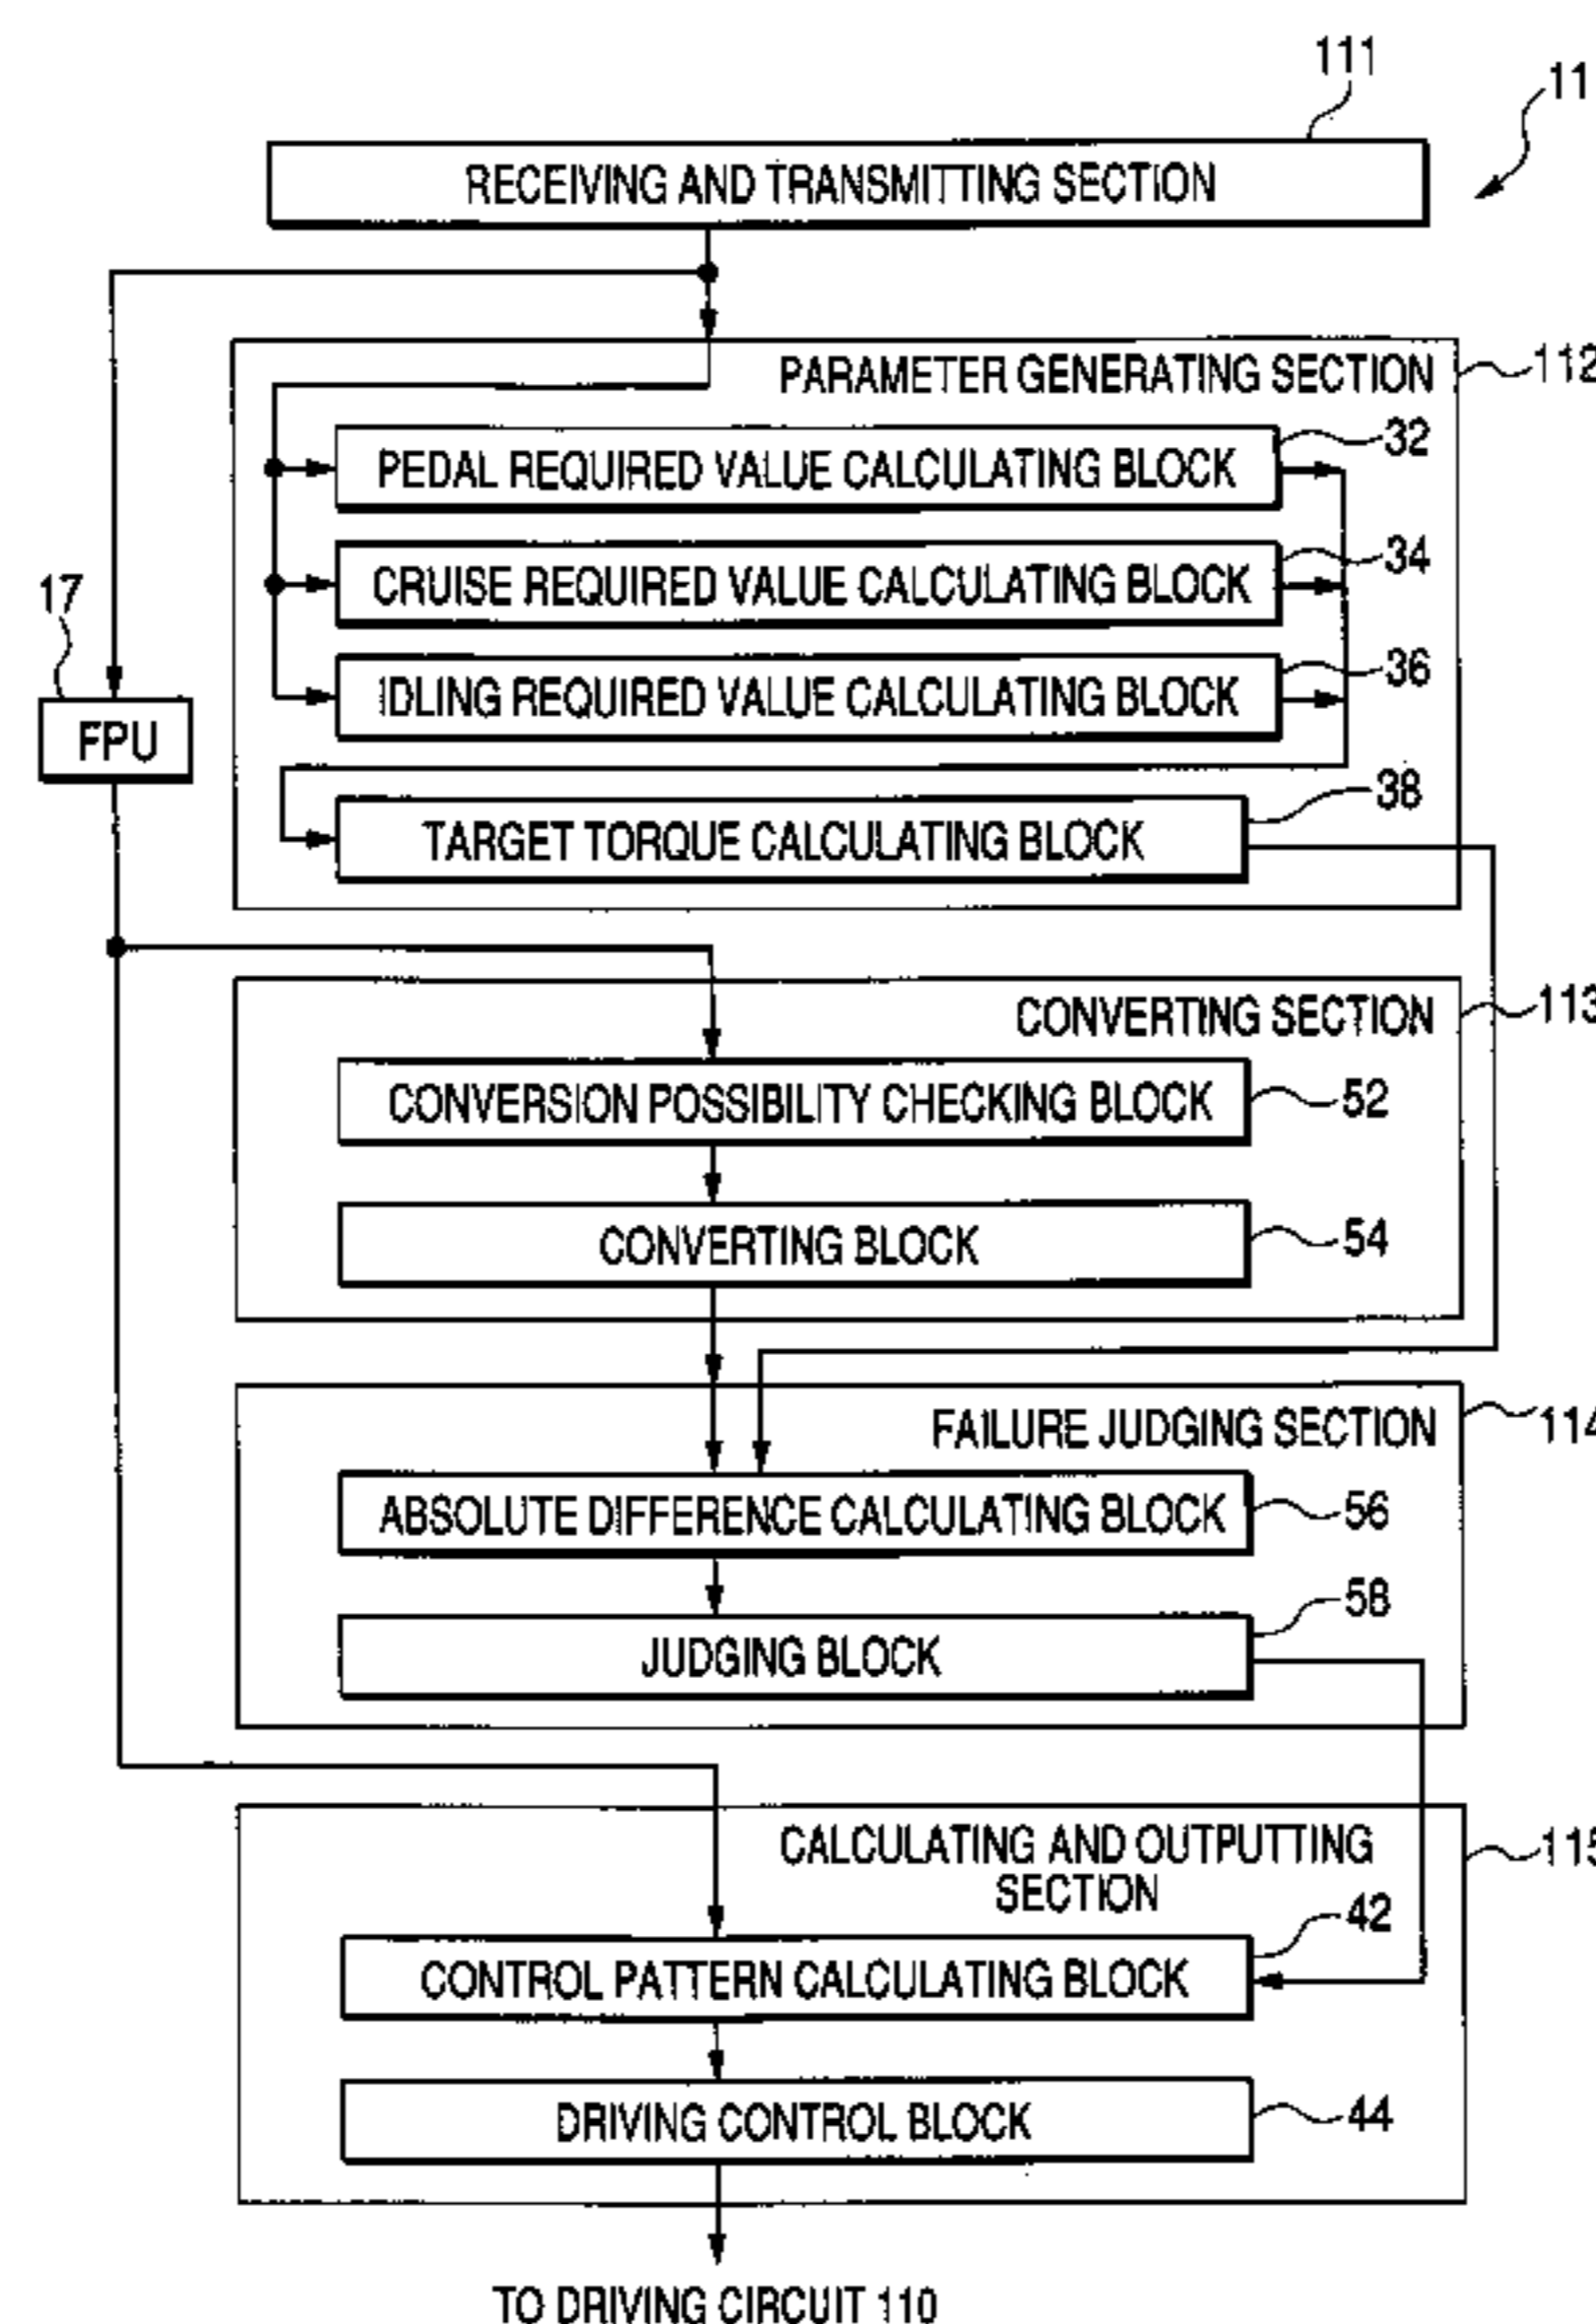 111
11
RECEIVING AND TRANSMITTING SECTION
PARAMETER GENERATING SECTION
112
32
PEDAL REQUIRED VALUE CALCULATING BLOCK
34
CRUISE REQUIRED VALUE CALCULATING BLOCK
17
36
IDLING REQUIRED VALUE CALCULATING BLOCK
FPU
38
TARGET TORQUE CALCULATING BLOCK
CONVERTING SECTION
113
CONVERSION POSSIBILITY CHECKING BLOCK
52
CONVERTING BLOCK
54
FAILURE JUDGING SECTION
114
ABSOLUTE DIFFERENCE CALCULATING BLOCK
56
58
JUDGING BLOCK
CALCULATING AND OUTPUTTING
SECTION
115
42
CONTROL PATTERN CALCULATING BLOCK
DRIVING CONTROL BLOCK
44
TO DRIVING CIRCUIT 110